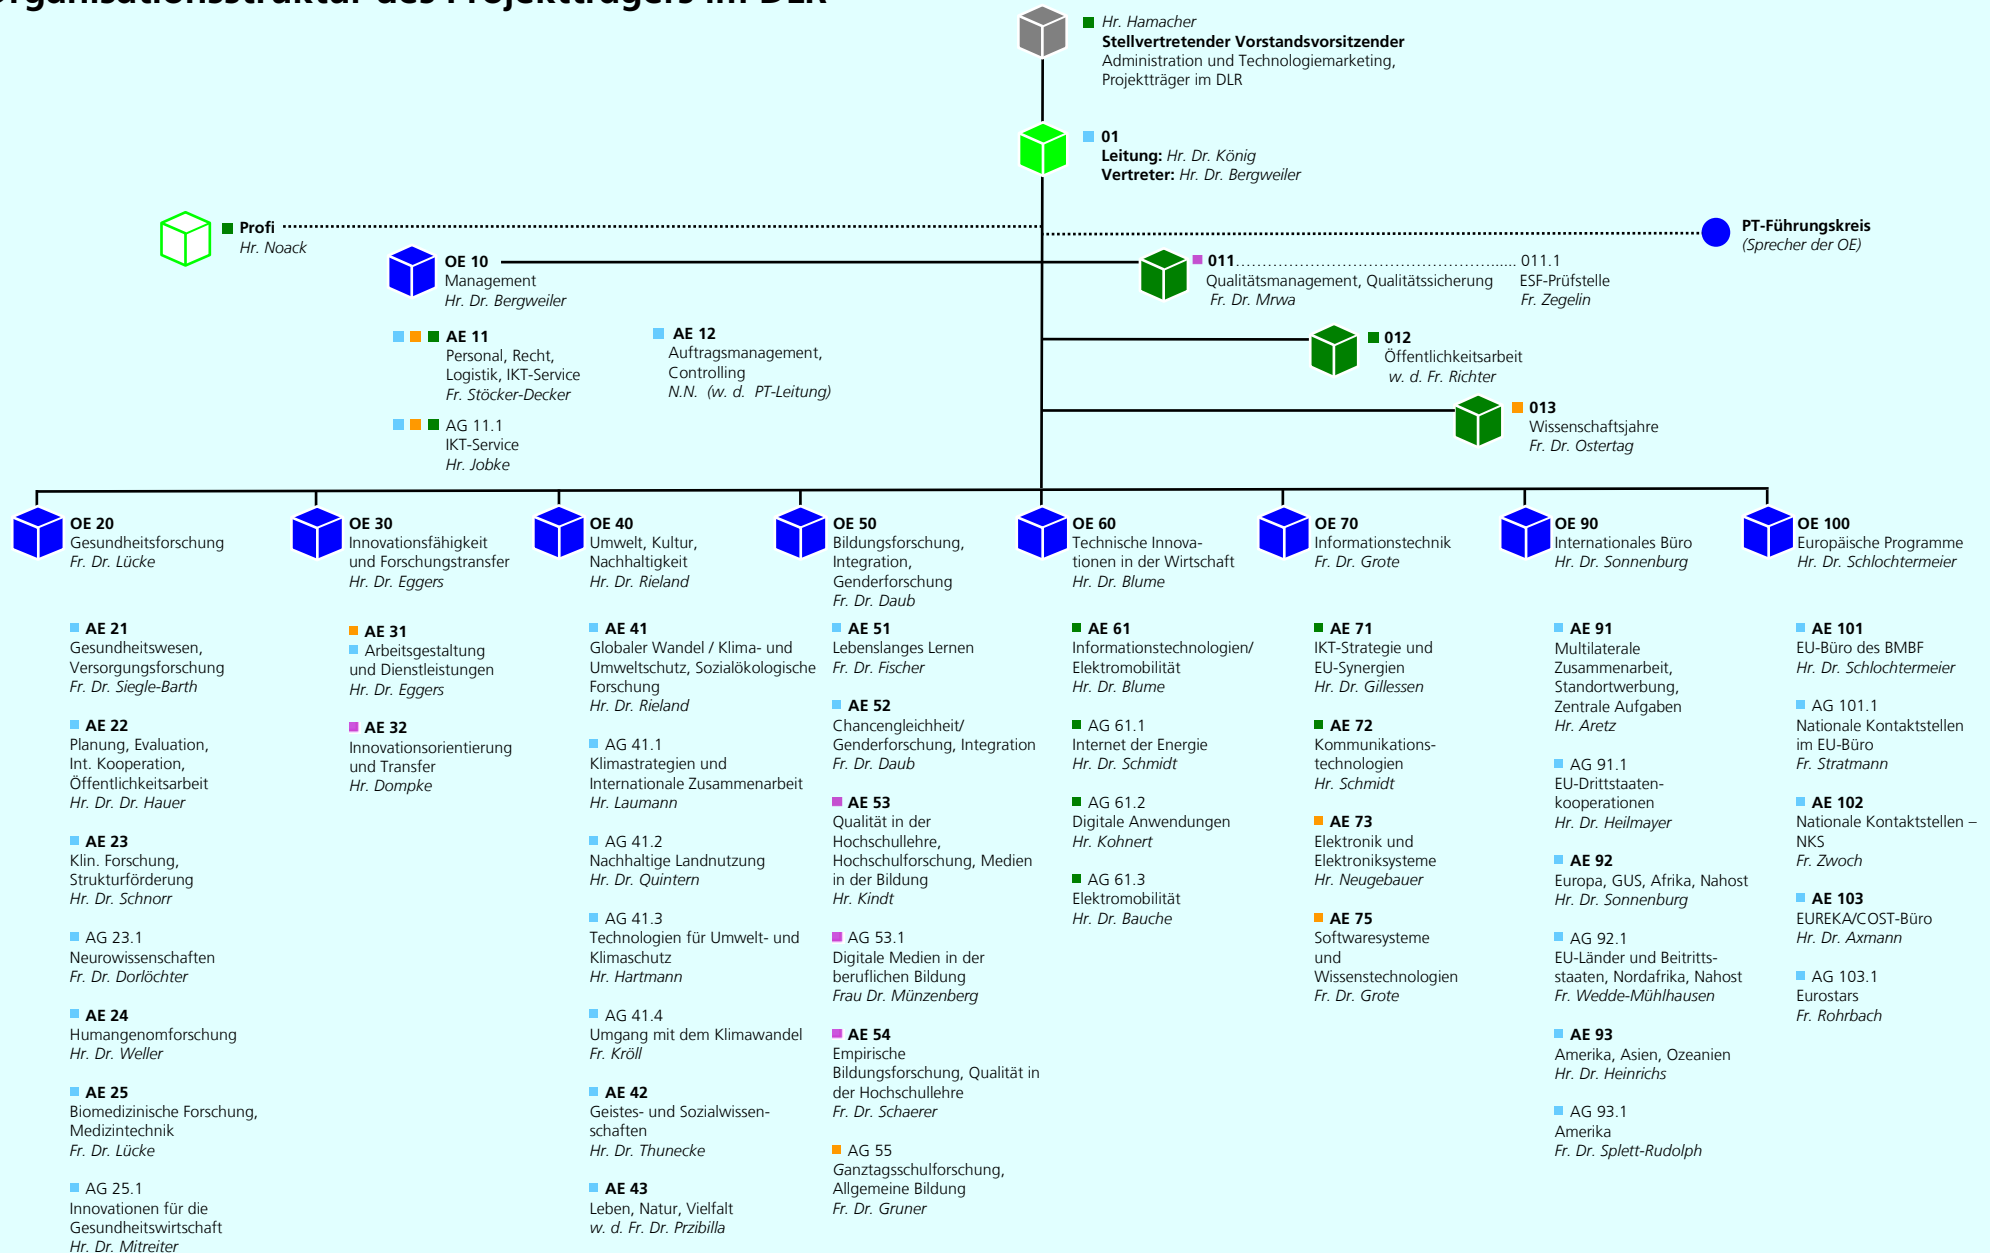 Organisationsstruktur des Projektträgers im DLR
Hr. Hamacher
Stellvertretender Vorstandsvorsitzender
Administration und Technologiemarketing,
Projektträger im DLR
01
Leitung: Hr. Dr. König
Vertreter: Hr. Dr. Bergweiler
Profi
Hr. Noack
PT-Führungskreis
(Sprecher der OE)
OE 10
Management
Hr. Dr. Bergweiler
011
Qualitätsmanagement, Qualitätssicherung
Fr. Dr. Mrwa
011.1
ESF-Prüfstelle
Fr. Zegelin
AE 11
Personal, Recht,
Logistik, IKT-Service
Fr. Stöcker-Decker
AE 12
Auftragsmanagement,
Controlling
N.N. (w. d. PT-Leitung)
012
Öffentlichkeitsarbeit
w. d. Fr. Richter
AG 11.1
IKT-Service
Hr. Jobke
013
Wissenschaftsjahre
Fr. Dr. Ostertag
OE 20
Gesundheitsforschung
Fr. Dr. Lücke
AE 21
Gesundheitswesen,
Versorgungsforschung
Fr. Dr. Siegle-Barth
AE 22
Planung, Evaluation,
Int. Kooperation,
Öffentlichkeitsarbeit
Hr. Dr. Dr. Hauer
AE 23
Klin. Forschung,
Strukturförderung
Hr. Dr. Schnorr
AG 23.1
Neurowissenschaften
Fr. Dr. Dorlöchter
AE 24
Humangenomforschung
Hr. Dr. Weller
AE 25
Biomedizinische Forschung,
Medizintechnik
Fr. Dr. Lücke
AG 25.1
Innovationen für die
Gesundheitswirtschaft
Hr. Dr. Mitreiter
OE 30
Innovationsfähigkeit
und Forschungstransfer
Hr. Dr. Eggers
AE 31
Arbeitsgestaltung
und Dienstleistungen
Hr. Dr. Eggers
AE 32
Innovationsorientierung
und Transfer
Hr. Dompke
OE 40
Umwelt, Kultur,
Nachhaltigkeit
Hr. Dr. Rieland
AE 41
Globaler Wandel / Klima- und
Umweltschutz, Sozialökologische
Forschung
Hr. Dr. Rieland
AG 41.1
Klimastrategien und
Internationale Zusammenarbeit
Hr. Laumann
AG 41.2
Nachhaltige Landnutzung
Hr. Dr. Quintern
AG 41.3
Technologien für Umwelt- und
Klimaschutz
Hr. Hartmann
AG 41.4
Umgang mit dem Klimawandel
Fr. Kröll
AE 42
Geistes- und Sozialwissen-
schaften
Hr. Dr. Thunecke
AE 43
Leben, Natur, Vielfalt
w. d. Fr. Dr. Przibilla
OE 50
Bildungsforschung,
Integration,
Genderforschung
Fr. Dr. Daub
AE 51
Lebenslanges Lernen
Fr. Dr. Fischer
AE 52
Chancengleichheit/
Genderforschung, Integration
Fr. Dr. Daub
AE 53
Qualität in der
Hochschullehre,
Hochschulforschung, Medien
in der Bildung
Hr. Kindt
AG 53.1
Digitale Medien in der
beruflichen Bildung
Frau Dr. Münzenberg
AE 54
Empirische
Bildungsforschung, Qualität in
der Hochschullehre
Fr. Dr. Schaerer
AG 55
Ganztagsschulforschung,
Allgemeine Bildung
Fr. Dr. Gruner
OE 60
Technische Innova-
tionen in der Wirtschaft
Hr. Dr. Blume
AE 61
Informationstechnologien/
Elektromobilität
Hr. Dr. Blume
AG 61.1
Internet der Energie
Hr. Dr. Schmidt
AG 61.2
Digitale Anwendungen
Hr. Kohnert
AG 61.3
Elektromobilität
Hr. Dr. Bauche
OE 70
Informationstechnik
Fr. Dr. Grote
AE 71
IKT-Strategie und
EU-Synergien
Hr. Dr. Gillessen
AE 72
Kommunikations-
technologien
Hr. Schmidt
AE 73
Elektronik und
Elektroniksysteme
Hr. Neugebauer
AE 75
Softwaresysteme
und
Wissenstechnologien
Fr. Dr. Grote
OE 90
Internationales Büro
Hr. Dr. Sonnenburg
AE 91
Multilaterale
Zusammenarbeit,
Standortwerbung,
Zentrale Aufgaben
Hr. Aretz
AG 91.1
EU-Drittstaaten-
kooperationen
Hr. Dr. Heilmayer
AE 92
Europa, GUS, Afrika, Nahost
Hr. Dr. Sonnenburg
AG 92.1
EU-Länder und Beitritts-
staaten, Nordafrika, Nahost
Fr. Wedde-Mühlhausen
AE 93
Amerika, Asien, Ozeanien
Hr. Dr. Heinrichs
AG 93.1
Amerika
Fr. Dr. Splett-Rudolph
OE 100
Europäische Programme
Hr. Dr. Schlochtermeier
AE 101
EU-Büro des BMBF
Hr. Dr. Schlochtermeier
AG 101.1
Nationale Kontaktstellen
im EU-Büro
Fr. Stratmann
AE 102
Nationale Kontaktstellen –
NKS
Fr. Zwoch
AE 103
EUREKA/COST-Büro
Hr. Dr. Axmann
AG 103.1
Eurostars
Fr. Rohrbach